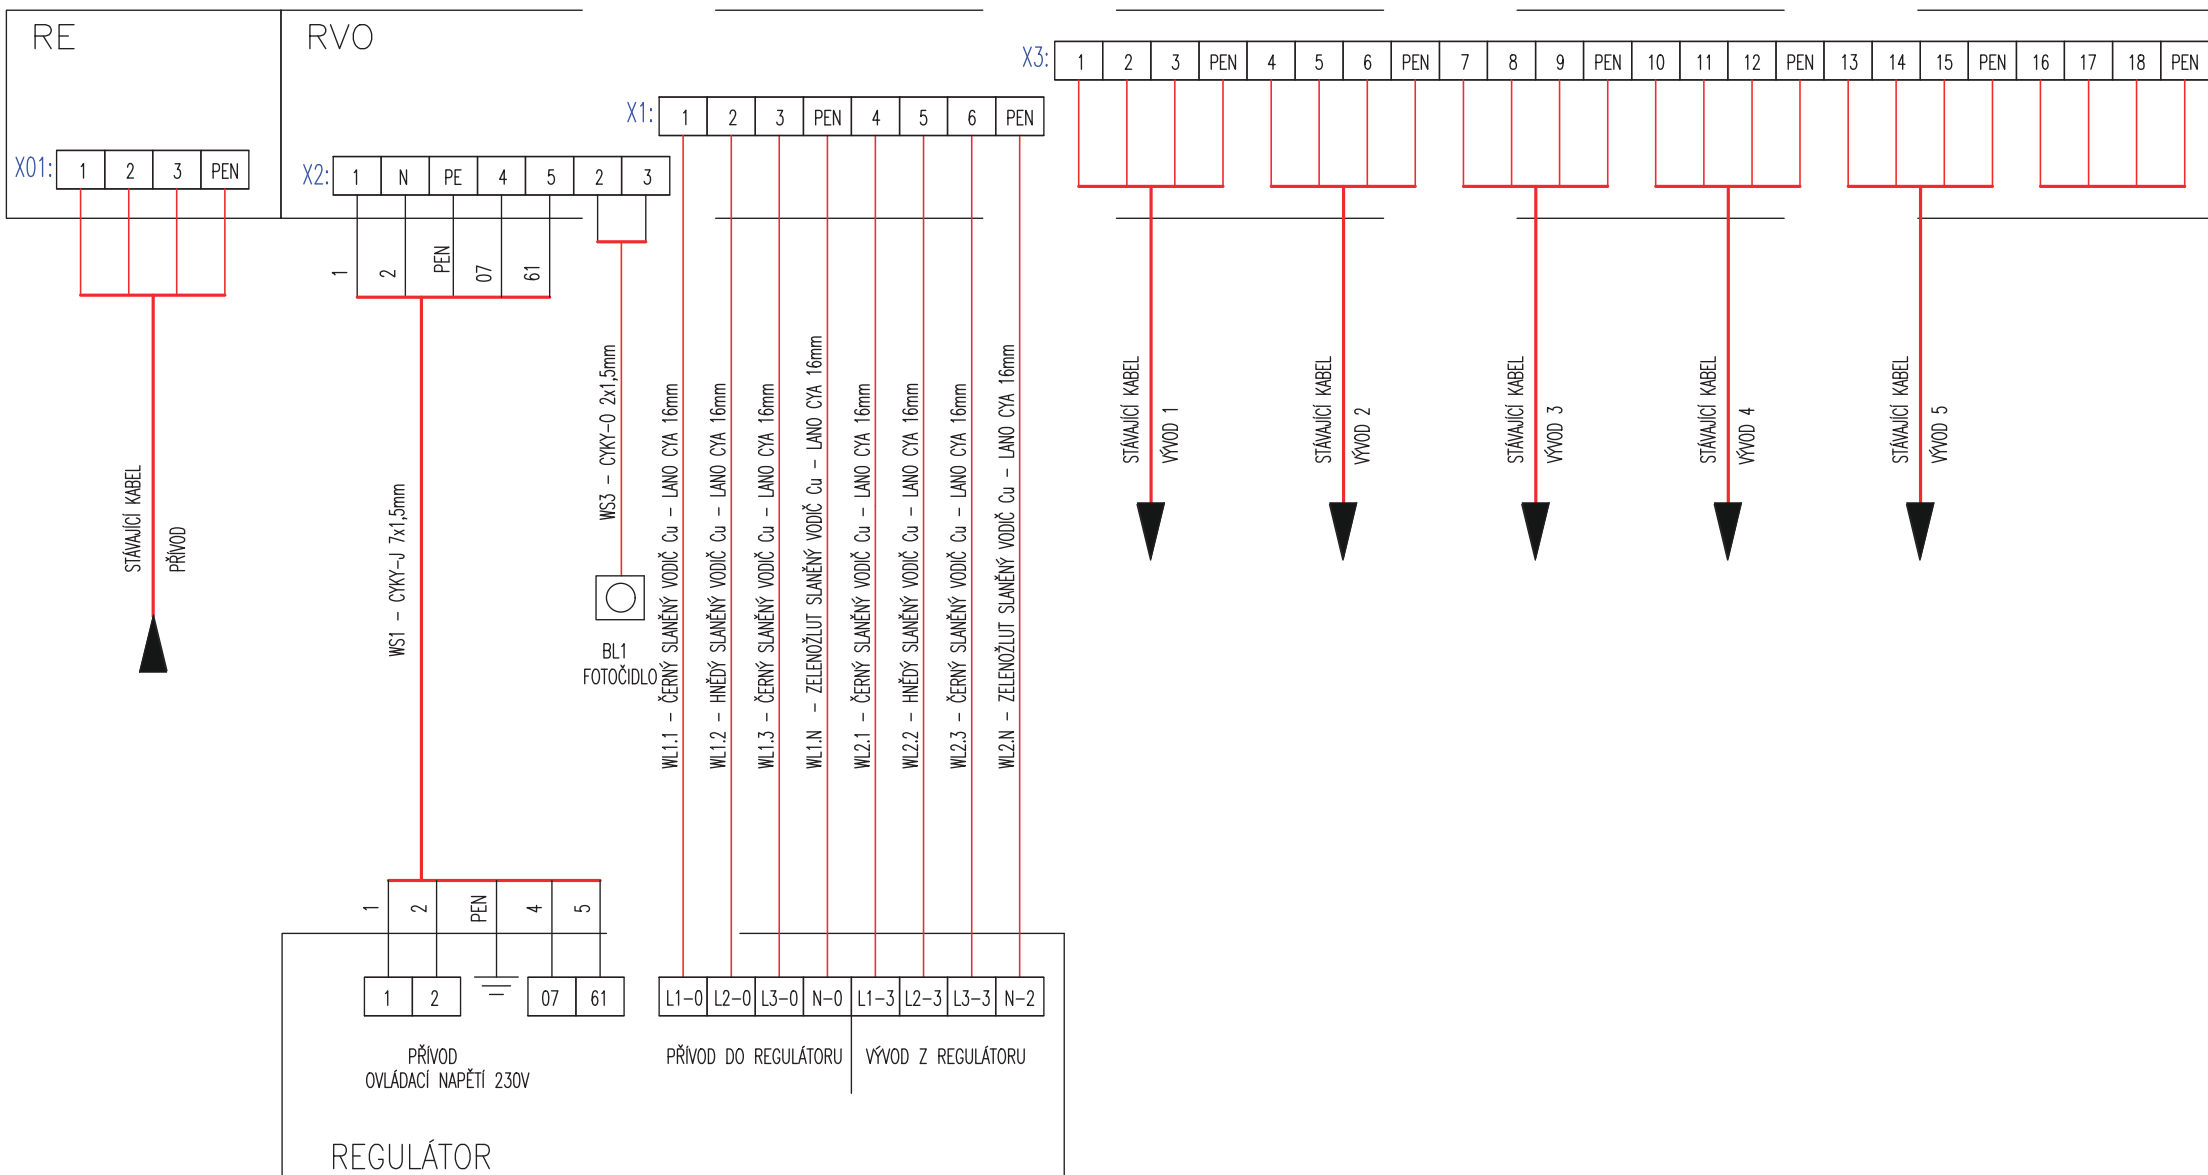 RE
RVO
X3: 1 2 3 PEN 4 5 6 PEN 7 8 9 PEN 10 11 12 PEN 13 14 15 PEN 16 17 18 PEN
X1: 1 2 3 PEN 4 5 6 PEN
X01: 1 2 3 PEN
X2: 1 N PE 4 5 2 3
1 2 PEN 07 61
STÁVAJÍCÍ KABEL
PŘÍVOD
WS1 - CYKY-J 7x1,5mm
WS3 - CYKY-O 2x1,5mm
BL1
FOTOČIDLO
WL1.1 - ČERNÝ SLANĚNÝ VODIČ Cu - LANO CYA 16mm
WL1.2 - HNĚDÝ SLANĚNÝ VODIČ Cu - LANO CYA 16mm
WL1.3 - ČERNÝ SLANĚNÝ VODIČ Cu - LANO CYA 16mm
WL1.N - ZELENOŽLUT SLANĚNÝ VODIČ Cu - LANO CYA 16mm
WL2.1 - ČERNÝ SLANĚNÝ VODIČ Cu - LANO CYA 16mm
WL2.2 - HNĚDÝ SLANĚNÝ VODIČ Cu - LANO CYA 16mm
WL2.3 - ČERNÝ SLANĚNÝ VODIČ Cu - LANO CYA 16mm
WL2.N - ZELENOŽLUT SLANĚNÝ VODIČ Cu - LANO CYA 16mm
STÁVAJÍCÍ KABEL
VÝVOD 1
STÁVAJÍCÍ KABEL
VÝVOD 2
STÁVAJÍCÍ KABEL
VÝVOD 3
STÁVAJÍCÍ KABEL
VÝVOD 4
STÁVAJÍCÍ KABEL
VÝVOD 5
1 2 PEN 4 5
1 2 07 61
L1-0 L2-0 L3-0 N-0 L1-3 L2-3 L3-3 N-2
PŘÍVOD
OVLÁDACÍ NAPĚTÍ 230V
PŘÍVOD DO REGULÁTORU
VÝVOD Z REGULÁTORU
REGULÁTOR